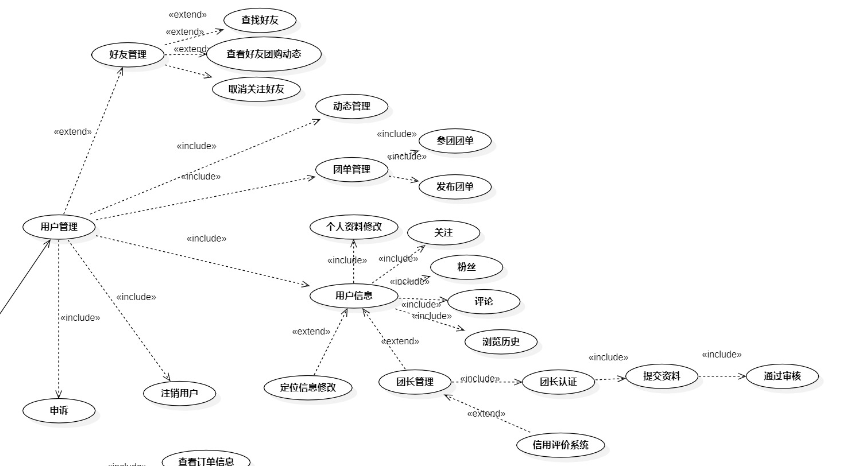 «extend»
查找好友
«extend»
«extend»
好友管理
查看好友团购动态
取消关注好友
动态管理
«extend»
«include»
«include»
参团团单
«include»
团单管理
«include»
发布团单
用户管理
个人资料修改
关注
«include»
«include»
«include»
粉丝
«include»
用户信息
«include»
评论
«include»
«include»
«include»
«include»
«extend»
«extend»
浏览历史
«include»
«include»
定位信息修改
团长管理
«include»
团长认证
提交资料
通过审核
注销用户
申诉
«extend»
信用评价系统
查看订单信息
«include»